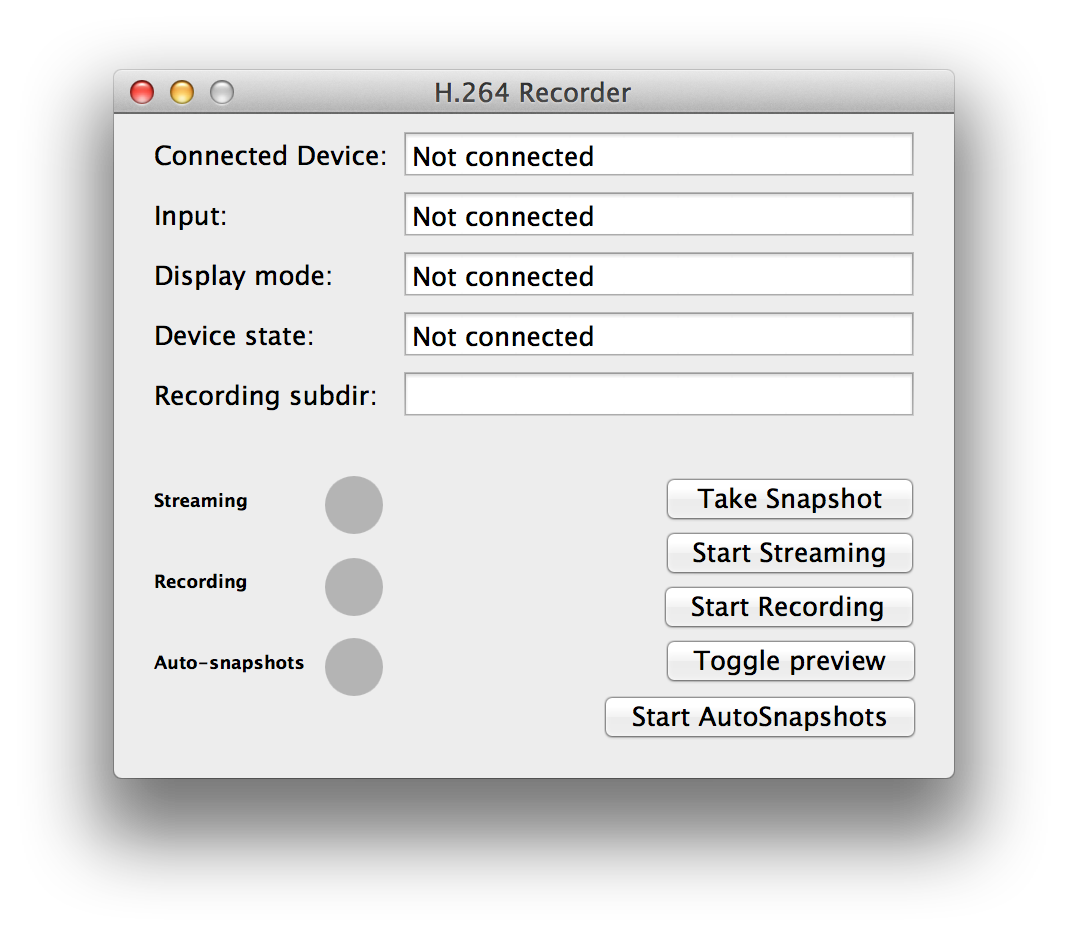 H.264 Recorder
Connected Device: Not connected
Input: Not connected
Display mode: Not connected
Device state: Not connected
Recording subdir:
Streaming
Take Snapshot
Start Streaming
Recording
Start Recording
Auto-snapshots
Toggle preview
Start AutoSnapshots